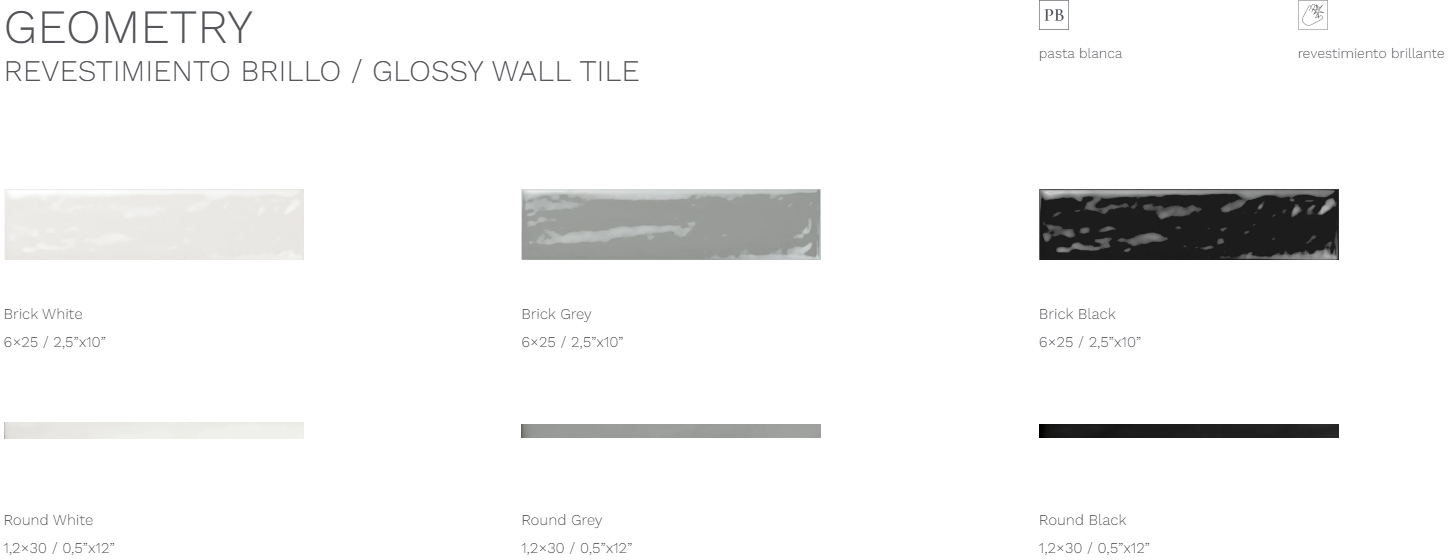 GEOMETRY
REVESTIMIENTO BRILLO / GLOSSY WALL TILE
PB
pasta blanca
revestimiento brillante
Brick White
6×25 / 2,5”x10”
Brick Grey
6×25 / 2,5”x10”
Brick Black
6×25 / 2,5”x10”
Round White
1,2×30 / 0,5”x12”
Round Grey
1,2×30 / 0,5”x12”
Round Black
1,2×30 / 0,5”x12”